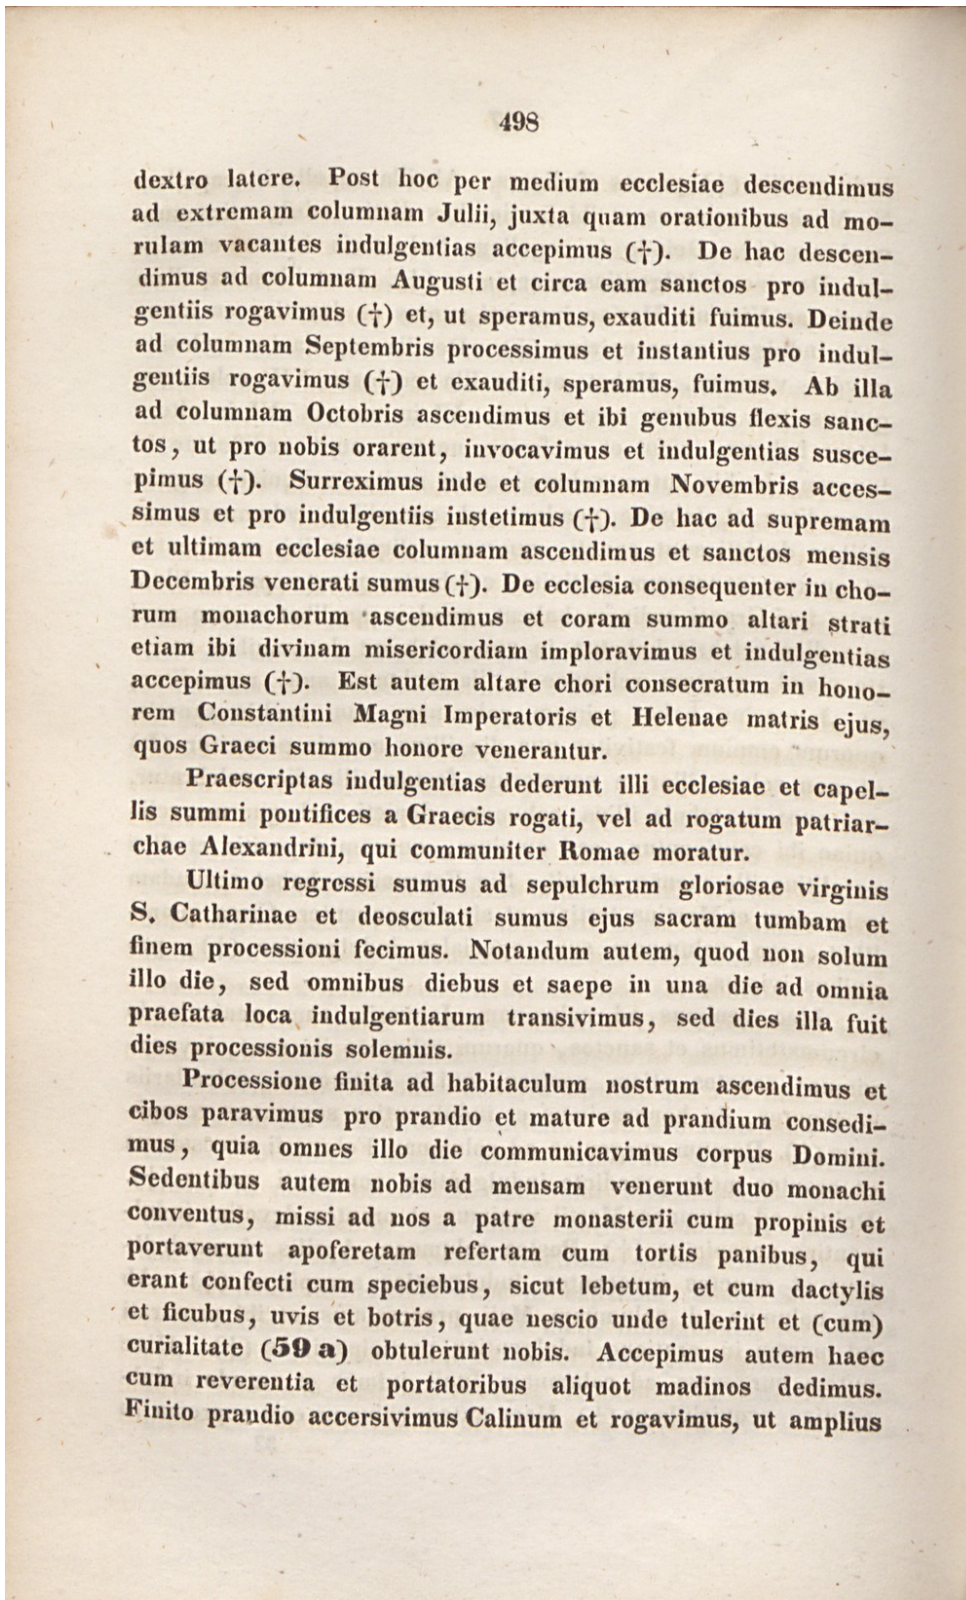 498
dextro latere. Post hoc per medium ecclesiae descendimus
ad extremam columnam Julii, juxta quam orationibus ad mo-
rulam vacantes indulgentias accepimus (†). De hac descen-
dimus ad columnam Augusti et circa eam sanctos pro indul-
gentiis rogavimus (†) et, ut speramus, exauditi fuimus. Deinde
ad columnam Septembris processimus et instantius pro indul-
gentiis rogavimus (†) et exauditi, speramus, fuimus. Ab illa
ad columnam Octobris ascendimus et ibi genubus flexis sanc-
tos, ut pro nobis orarent, invocavimus et indulgentias susce-
pimus (†). Surreximus inde et columnam Novembris acces-
simus et pro indulgentiis institimus (†). De hac ad supremam
et ultimam ecclesiae columnam ascendimus et sanctos mensis
Decembris venerati sumus (†). De ecclesia consequenter in cho-
rum monachorum ascendimus et coram summo altari strati
etiam ibi divinam misericordiam imploravimus et indulgentias
accepimus (†). Est autem altare chori consecratum in hono-
rem Constantini Magni Imperatoris et Helenae matris ejus,
quos Graeci summo honore venerantur.
Praescriptas indulgentias dederunt illi ecclesiae et capel-
lis summi pontifices a Graecis rogati, vel ad rogatum patriar-
chae Alexandrini, qui communiter Romae moratur.
Ultimo regressi sumus ad sepulchrum gloriosae virginis
S. Catharinae et deosculati sumus ejus sacram tumbam et
finem processioni fecimus. Notandum autem, quod non solum
illo die, sed omnibus diebus et saepe in una die ad omnia
praefata loca indulgentiarum transivimus, sed dies illa fuit
dies processionis solemnis.
Processione finita ad habitaculum nostrum ascendimus et
cibos paravimus pro prandio et mature ad prandium consedi-
mus, quia omnes illo die communicavimus corpus Domini.
Sedentibus autem nobis ad mensam venerunt duo monachi
conventus, missi ad nos a patre monasterii cum propinis et
portaverunt apoferetam refertam cum tortis panibus, qui
erant confecti cum speciebus, sicut lebetum, et cum dactylis
et ficubus, uvis et botris, quae nescio unde tulerint et (cum)
curialitate (59 a) obtulerunt nobis. Accepimus autem haec
cum reverentia et portatoribus aliquot madinos dedimus.
Finito prandio accersivimus Calinum et rogavimus, ut amplius